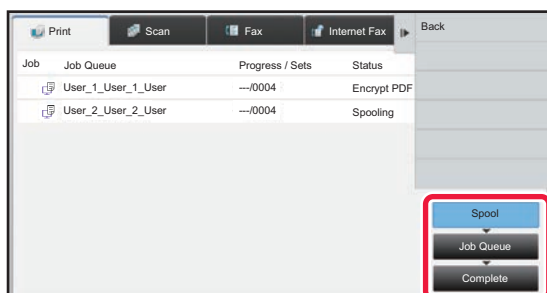 Print Scan Fax Internet Fax Back
Job Job Queue Progress / Sets Status
User_1_User_1_User ---/0004 Encrypt PDF
User_2_User_2_User ---/0004 Spooling
Spool
Job Queue
Complete